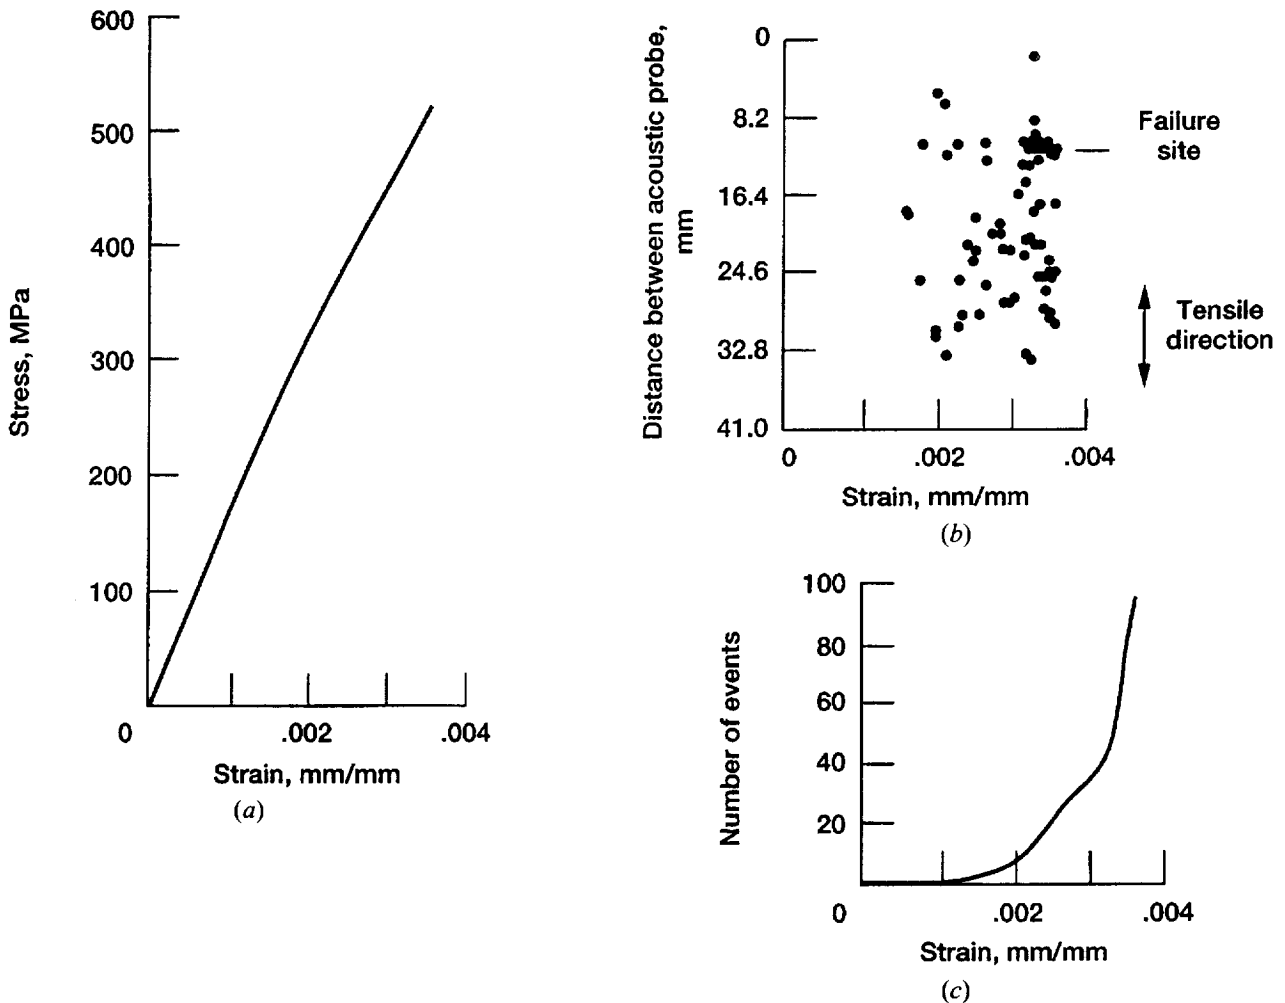 600
500
400
300
200
100
0
.002
.004
Stress, MPa
Strain, mm/mm
(a)
0
8.2
16.4
24.6
32.8
41.0
0
.002
.004
Distance between acoustic probe,
mm
Failure
site
Tensile
direction
Strain, mm/mm
(b)
100
80
60
40
20
0
.002
.004
Number of events
Strain, mm/mm
(c)